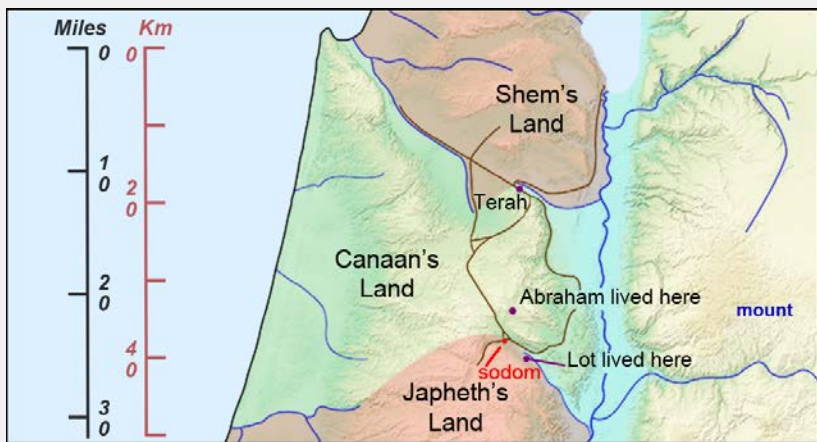 Miles
Km
0
0
1
0
2
0
2
0
4
0
3
0
Shem's
Land
Terah
Canaan's
Land
Abraham lived here
mount
Lot lived here
sodom
Japheth's
Land